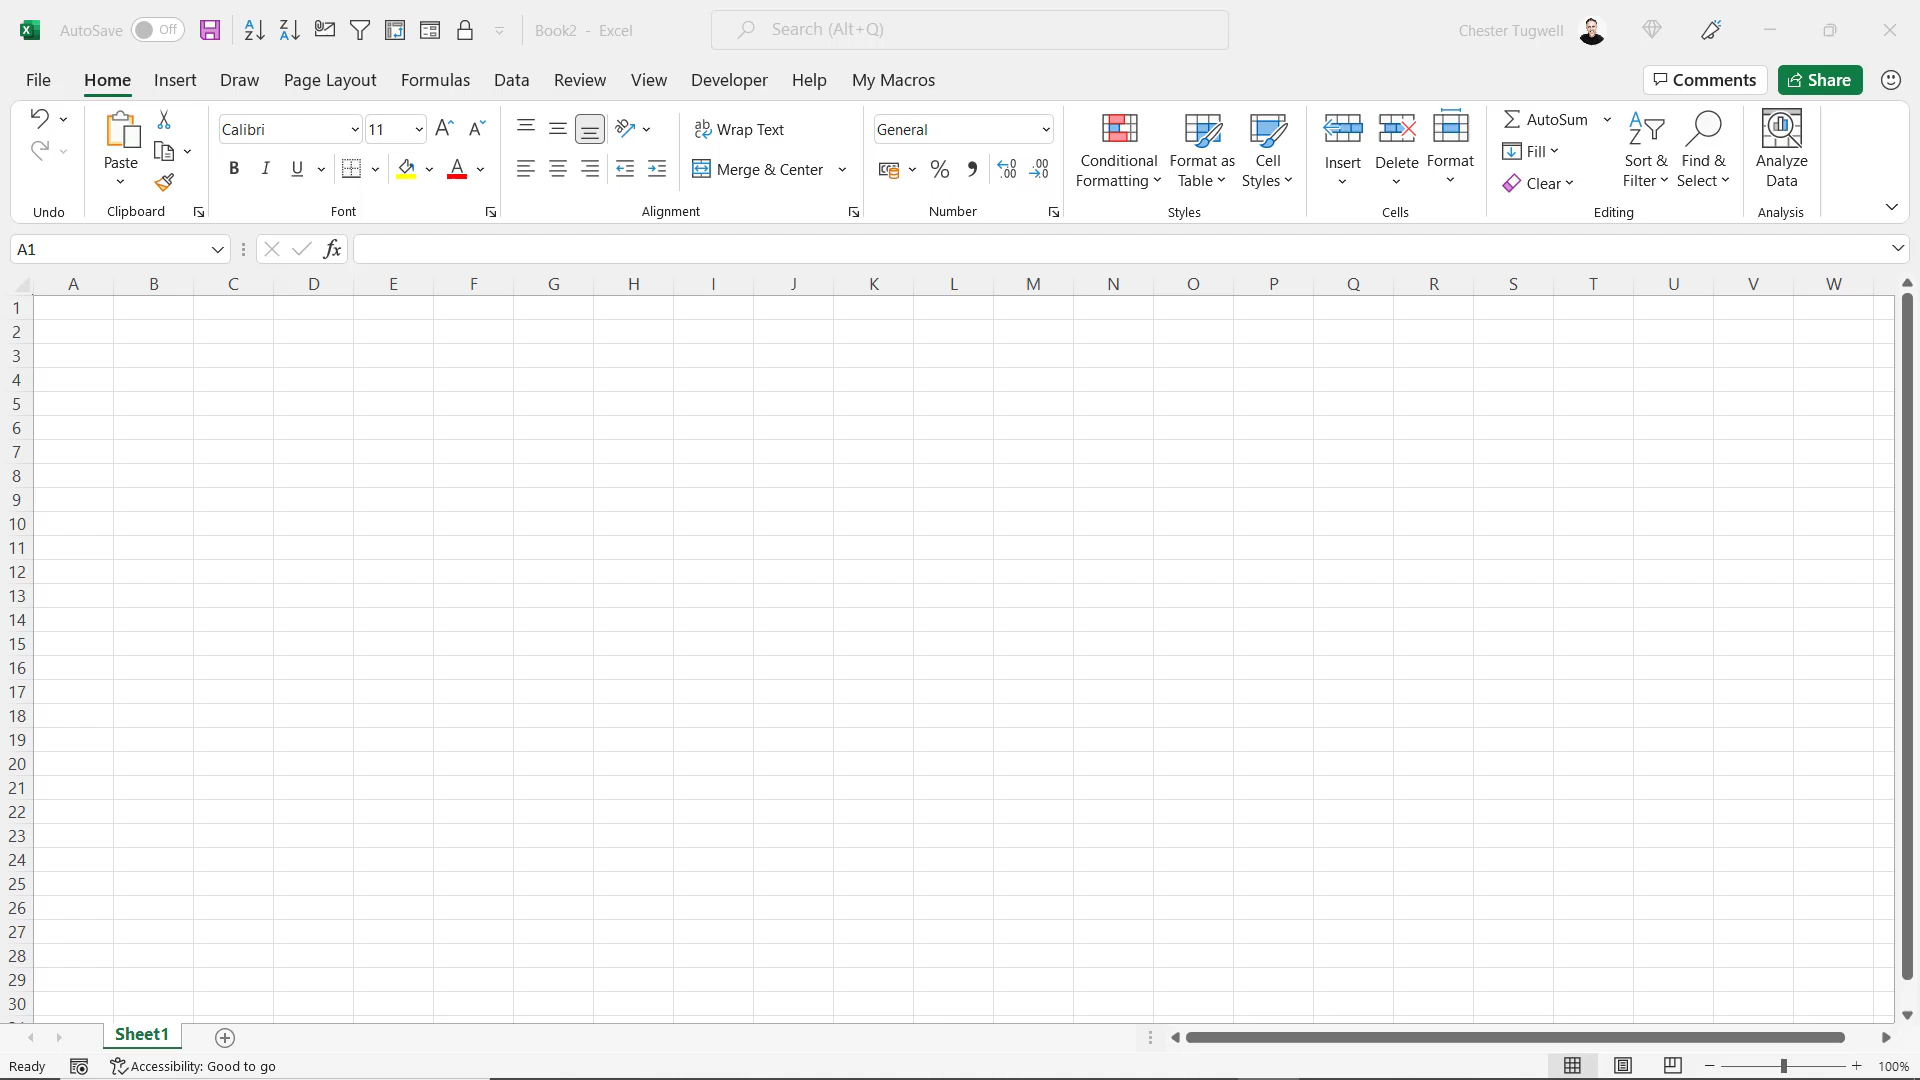 AutoSave Off Book2 - Excel Search (Alt+Q) Chester Tugwell
File Home Insert Draw Page Layout Formulas Data Review View Developer Help My Macros Comments Share
Paste
Clipboard
Undo
Calibri 11
B I U A
Font
Wrap Text
Merge & Center
Alignment
General
% 
Number
Conditional Formatting
Format as Table
Cell Styles
Styles
Insert
Delete
Format
Cells
AutoSum
Fill
Clear
Sort & Filter
Find & Select
Editing
Analyze Data
Analysis
A1 fx
A B C D E F G H I J K L M N O P Q R S T U V W
1
2
3
4
5
6
7
8
9
10
11
12
13
14
15
16
17
18
19
20
21
22
23
24
25
26
27
28
29
30
Sheet1
Ready Accessibility: Good to go 100%